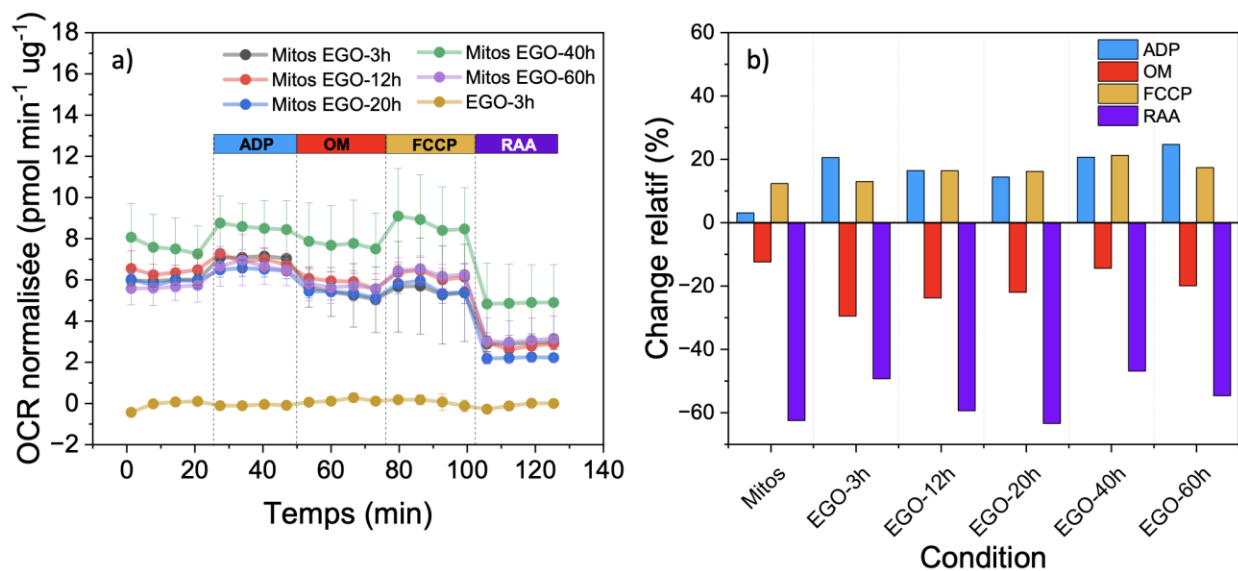 a)
Mitos EGO-3h
Mitos EGO-12h
Mitos EGO-20h
Mitos EGO-40h
Mitos EGO-60h
EGO-3h
ADP OM FCCP RAA
18
16
14
12
10
8
6
4
2
0
−2
OCR normalisée (pmol min⁻¹ ug⁻¹)
0 20 40 60 80 100 120 140
Temps (min)
b)
ADP
OM
FCCP
RAA
60
40
20
0
−20
−40
−60
Change relatif (%)
Mitos EGO-3h EGO-12h EGO-20h EGO-40h EGO-60h
Condition